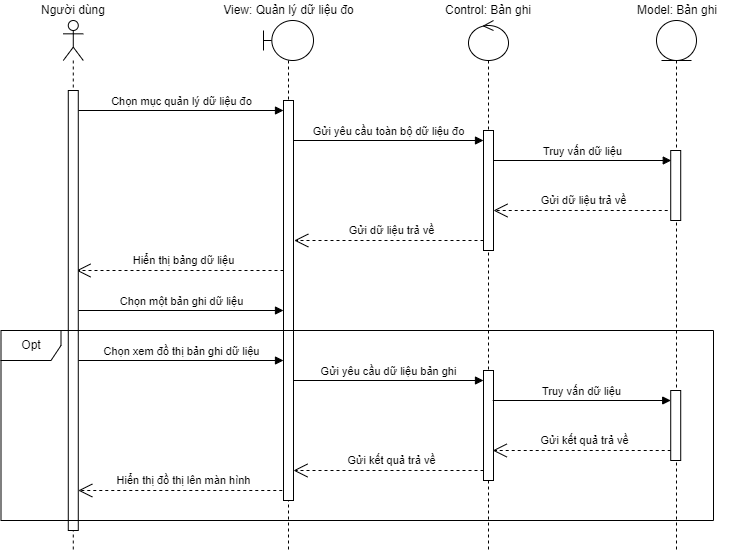 Người dùng
View: Quản lý dữ liệu đo
Control: Bản ghi
Model: Bản ghi
Chọn mục quản lý dữ liệu đo
Gửi yêu cầu toàn bộ dữ liệu đo
Truy vấn dữ liệu
Gửi dữ liệu trả về
Gửi dữ liệu trả về
Hiển thị bảng dữ liệu
Chọn một bản ghi dữ liệu
Opt
Chọn xem đồ thị bản ghi dữ liệu
Gửi yêu cầu dữ liệu bản ghi
Truy vấn dữ liệu
Gửi kết quả trả về
Gửi kết quả trả về
Hiển thị đồ thị lên màn hình